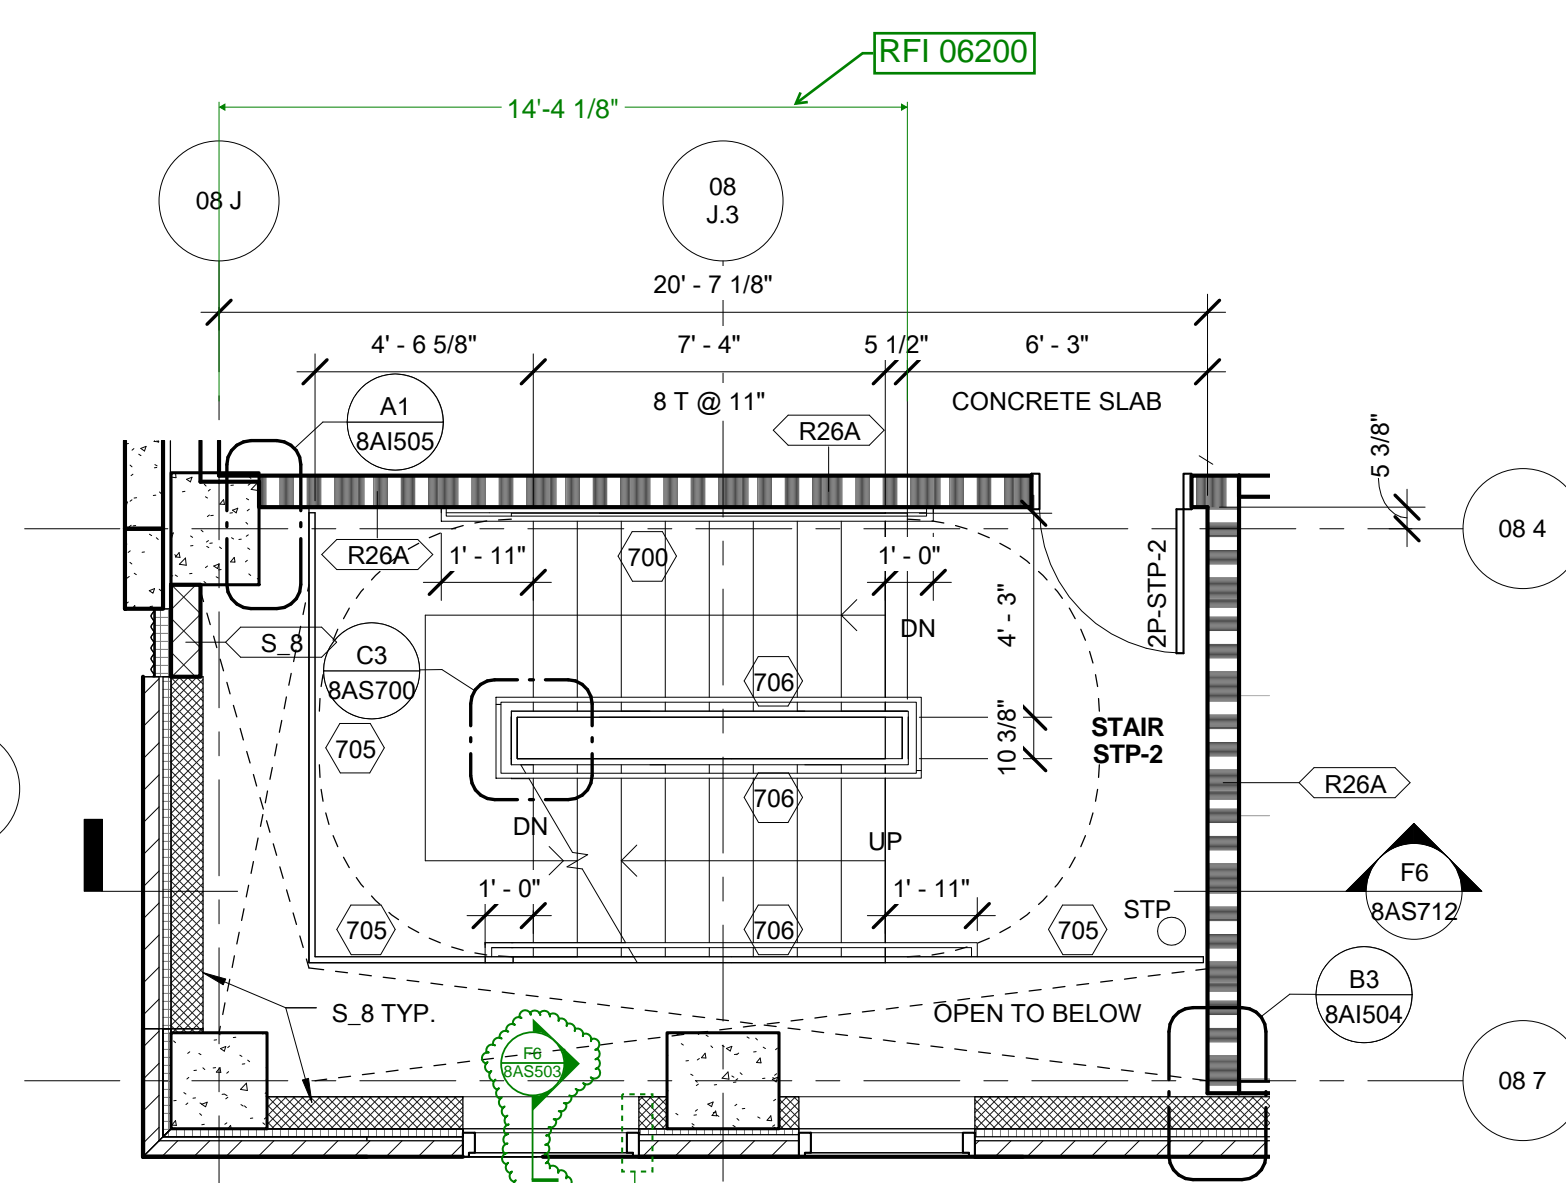 RFI 06200
14'-4 1/8"
08 J
08
J.3
20' - 7 1/8"
4' - 6 5/8"
7' - 4"
5 1/2"
6' - 3"
8 T @ 11"
CONCRETE SLAB
A1
8AI505
R26A
5 3/8"
08 4
R26A
1' - 11"
700
1' - 0"
2P-STP-2
4' - 3"
DN
S_8
C3
8AS700
706
705
10 3/8"
STAIR
STP-2
R26A
706
DN
UP
F6
8AS712
1' - 0"
1' - 11"
705
706
705
STP
B3
8AI504
S_8 TYP.
OPEN TO BELOW
F6
8AS503
08 7